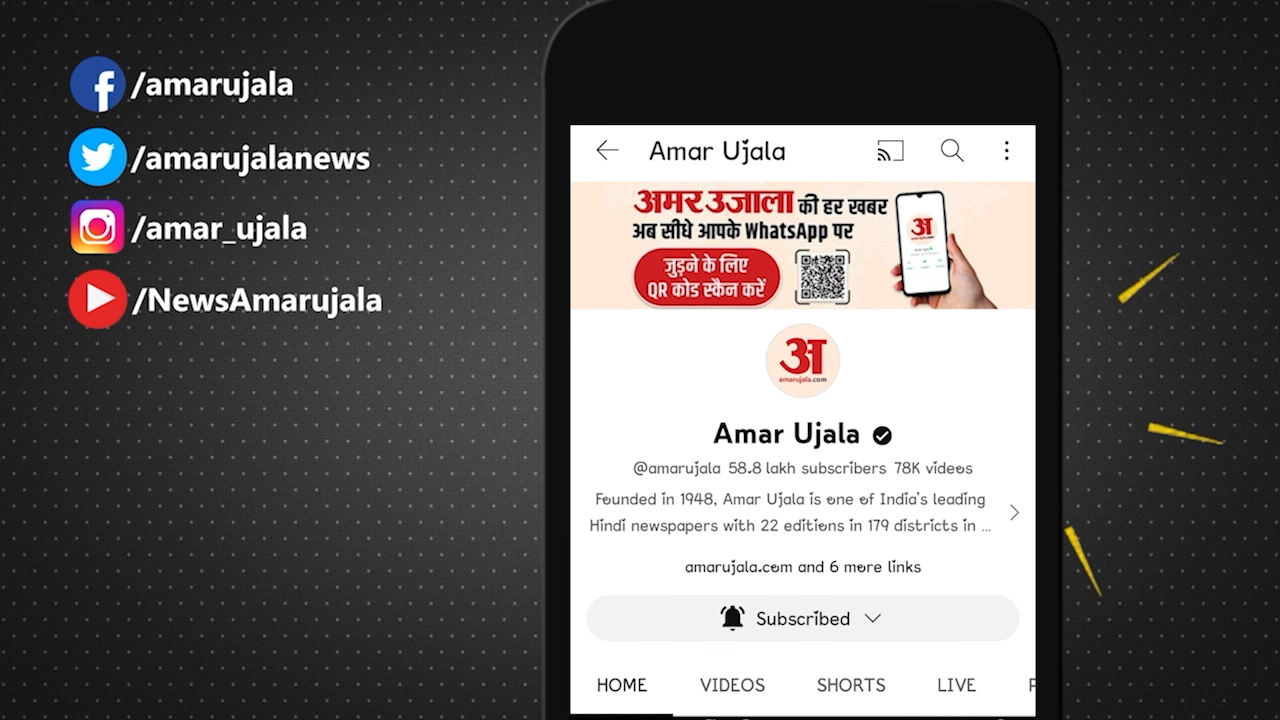 /amarujala
/amarujalanews
/amar_ujala
/NewsAmarujala
Amar Ujala
अमर उजाला की हर खबर
अब सीधे आपके WhatsApp पर
जुड़ने के लिए
QR कोड स्कैन करें
अ
अ
amarujala.com
Amar Ujala
@amarujala 58.8 lakh subscribers 78K videos
Founded in 1948, Amar Ujala is one of India's leading
Hindi newspapers with 22 editions in 179 districts in ...
amarujala.com and 6 more links
Subscribed
HOME VIDEOS SHORTS LIVE